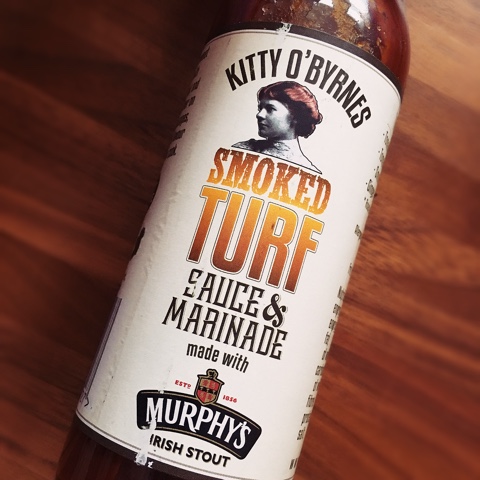 KITTY O'BYRNES
SMOKED
TURF
SAUCE &
MARINADE
made with
ESTD 1856
MURPHY'S
IRISH STOUT